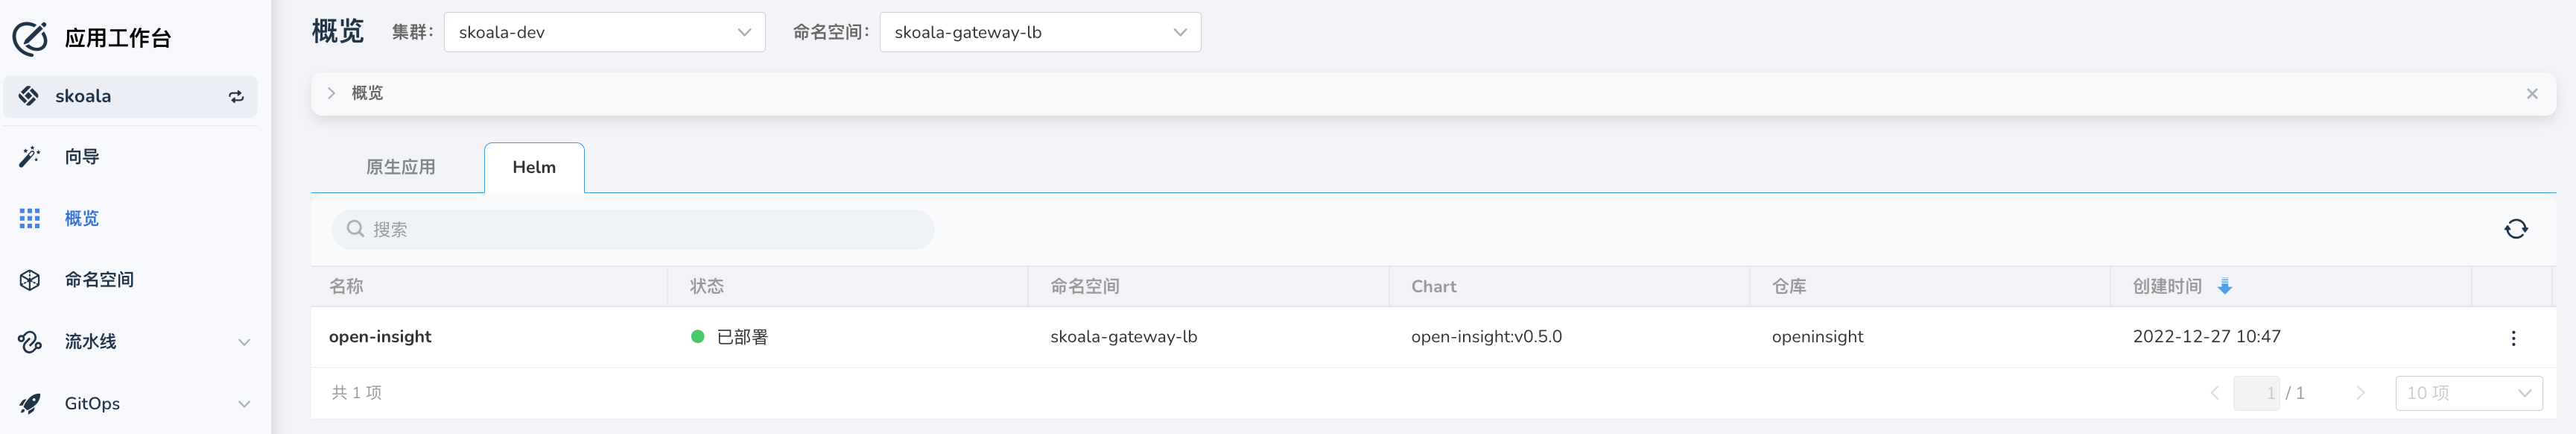 应用工作台
skoala
向导
概览
命名空间
流水线
GitOps
概览 集群: skoala-dev 命名空间: skoala-gateway-lb
概览
原生应用 Helm
搜索
名称 状态 命名空间 Chart 仓库 创建时间
open-insight 已部署 skoala-gateway-lb open-insight:v0.5.0 openinsight 2022-12-27 10:47
共 1 项 1 / 1 10 项